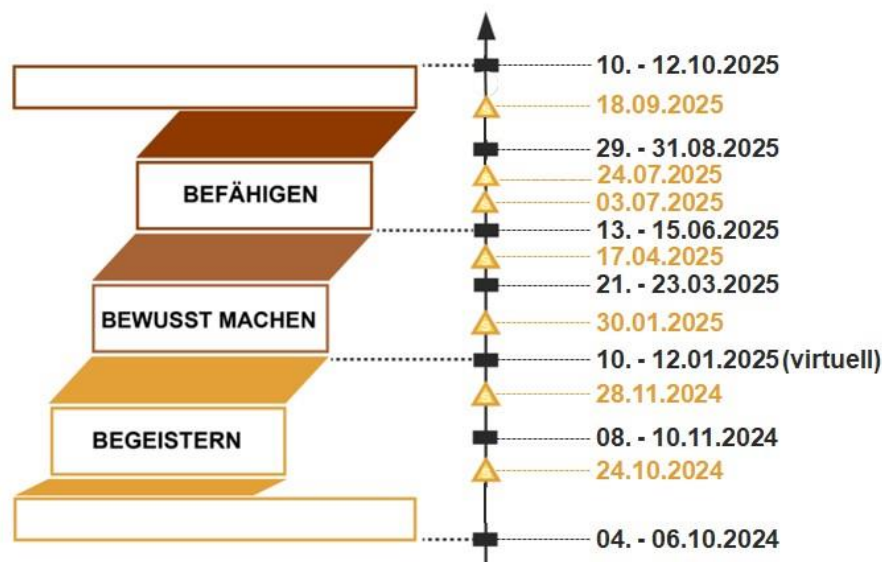 10. - 12.10.2025
18.09.2025
29. - 31.08.2025
24.07.2025
BEFÄHIGEN
03.07.2025
13. - 15.06.2025
17.04.2025
21. - 23.03.2025
BEWUSST MACHEN
30.01.2025
10. - 12.01.2025 (virtuell)
28.11.2024
BEGEISTERN
08. - 10.11.2024
24.10.2024
04. - 06.10.2024